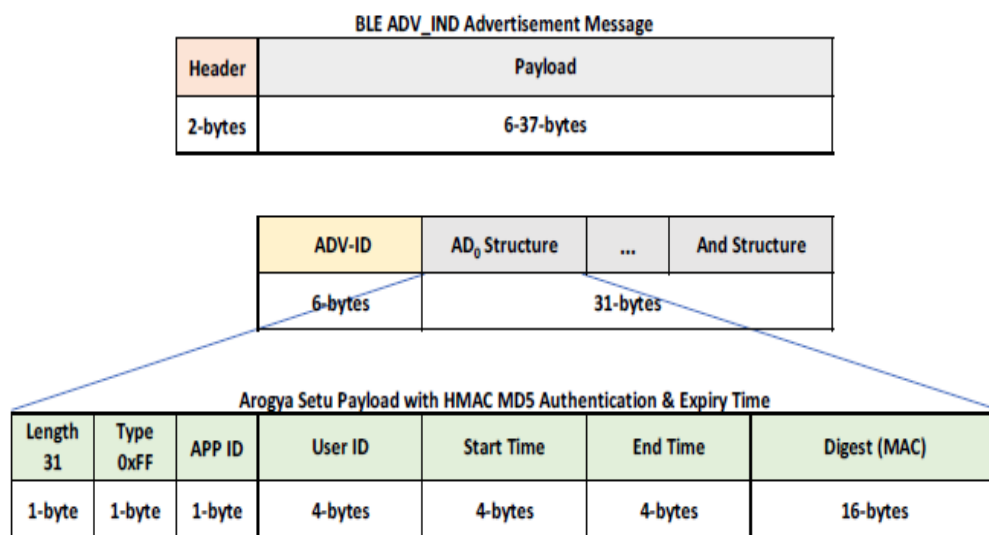 BLE ADV_IND Advertisement Message
Header Payload
2-bytes 6-37-bytes
ADV-ID AD₀ Structure ... And Structure
6-bytes 31-bytes
Arogya Setu Payload with HMAC MD5 Authentication & Expiry Time
Length 31 Type 0xFF APP ID User ID Start Time End Time Digest (MAC)
1-byte 1-byte 1-byte 4-bytes 4-bytes 4-bytes 16-bytes